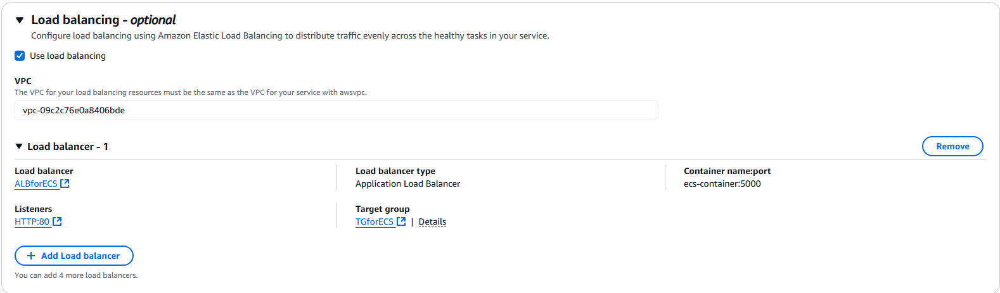 Load balancing - optional
Configure load balancing using Amazon Elastic Load Balancing to distribute traffic evenly across the healthy tasks in your service.
Use load balancing
VPC
The VPC for your load balancing resources must be the same as the VPC for your service with awsvpc.
vpc-09c2c76e0a8406bde
Load balancer - 1
Remove
Load balancer
ALBforECS
Load balancer type
Application Load Balancer
Container name:port
ecs-container:5000
Listeners
HTTP:80
Target group
TGforECS | Details
+ Add Load balancer
You can add 4 more load balancers.